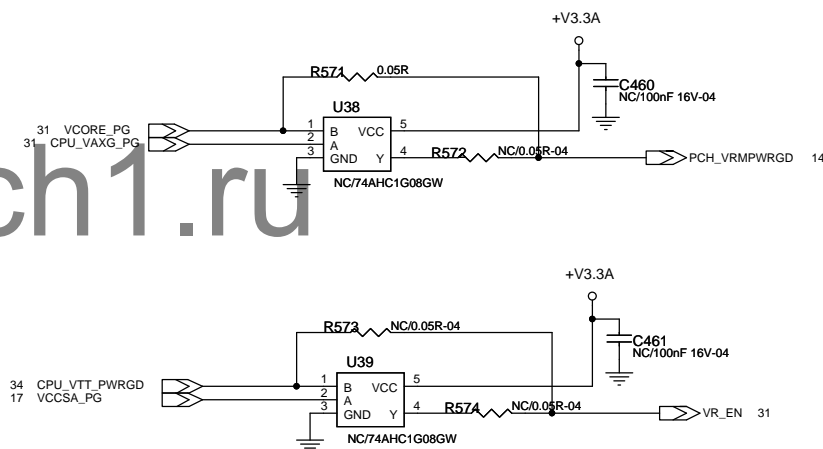 +V3.3A
R571 0.05R
C460
NC/100nF 16V-04
U38
31 VCORE_PG
31 CPU_VAXG_PG
1 B VCC 5
2 A
3 GND Y 4
R572 NC/0.05R-04
PCH_VRMPWRGD 14
NC/74AHC1G08GW
ch1.ru
+V3.3A
R573 NC/0.05R-04
C461
NC/100nF 16V-04
U39
34 CPU_VTT_PWRGD
17 VCCSA_PG
1 B VCC 5
2 A
3 GND Y 4
R574 NC/0.05R-04
VR_EN 31
NC/74AHC1G08GW